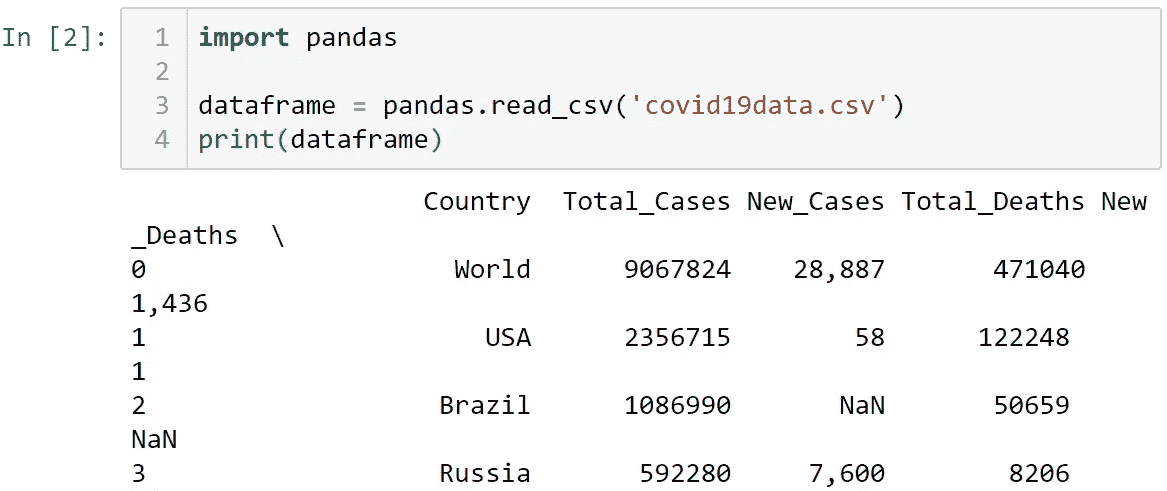 In [2]:
1 import pandas
2
3 dataframe = pandas.read_csv('covid19data.csv')
4 print(dataframe)
Country Total_Cases New_Cases Total_Deaths New
_Deaths \
0 World 9067824 28,887 471040
1,436
1 USA 2356715 58 122248
1
2 Brazil 1086990 NaN 50659
NaN
3 Russia 592280 7,600 8206